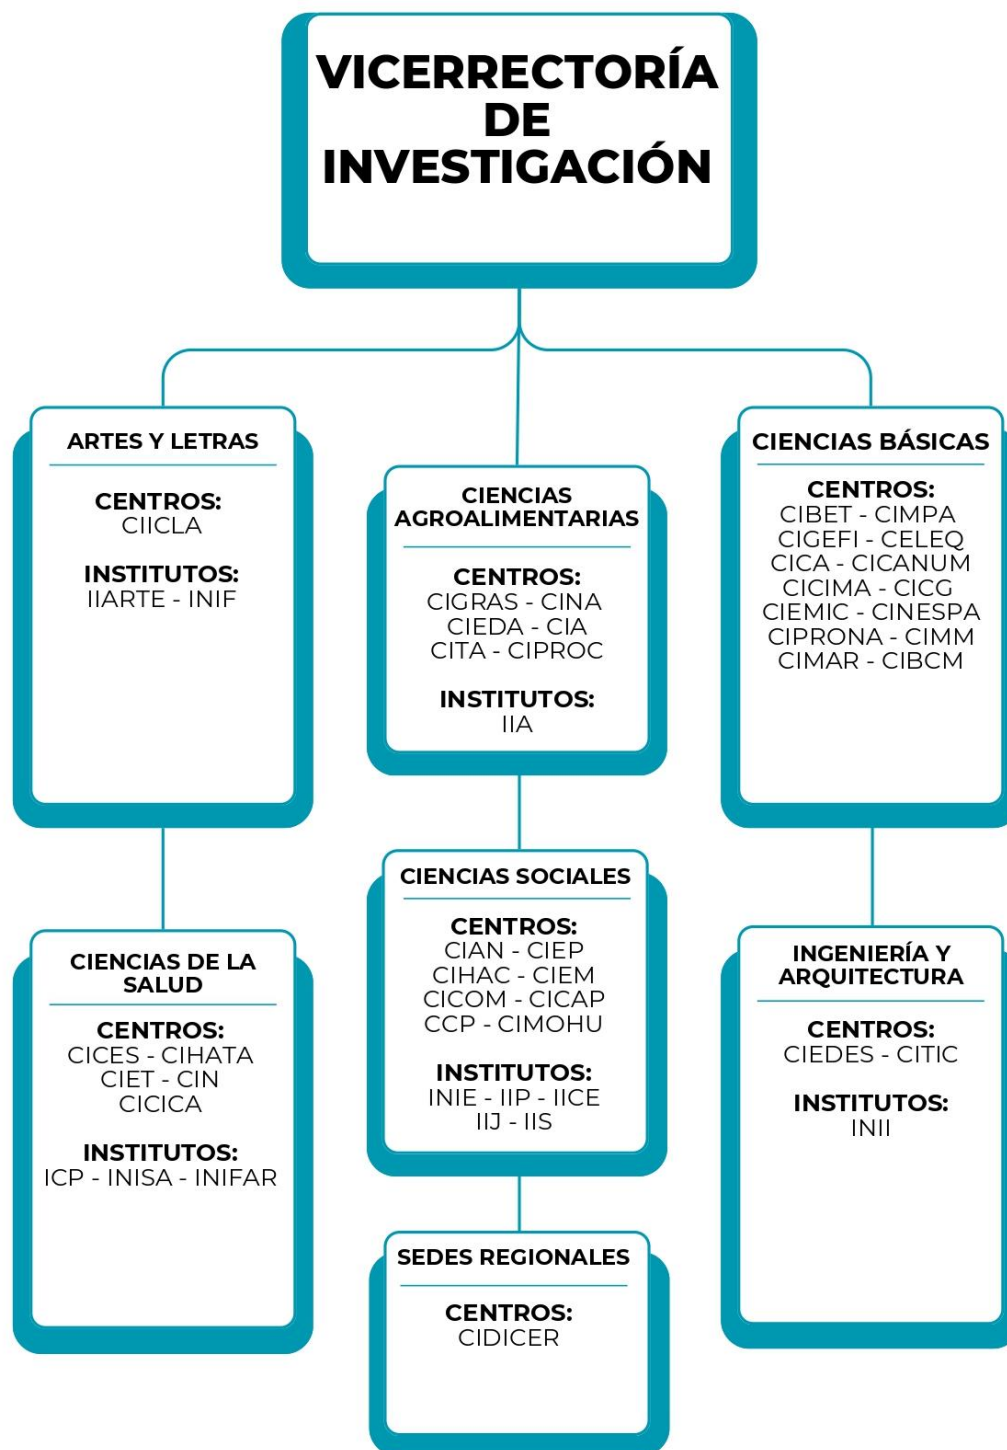 VICERRECTORÍA
DE
INVESTIGACIÓN
ARTES Y LETRAS
CENTROS:
CIICLA
INSTITUTOS:
IIARTE - INIF
CIENCIAS
AGROALIMENTARIAS
CENTROS:
CIGRAS - CINA
CIEDA - CIA
CITA - CIPROC
INSTITUTOS:
IIA
CIENCIAS BÁSICAS
CENTROS:
CIBET - CIMPA
CIGEFI - CELEQ
CICA - CICANUM
CICIMA - CICG
CIEMIC - CINESPA
CIPRONA - CIMM
CIMAR - CIBCM
CIENCIAS DE LA
SALUD
CENTROS:
CICES - CIHATA
CIET - CIN
CICICA
INSTITUTOS:
ICP - INISA - INIFAR
CIENCIAS SOCIALES
CENTROS:
CIAN - CIEP
CIHAC - CIEM
CICOM - CICAP
CCP - CIMOHU
INSTITUTOS:
INIE - IIP - IICE
IIJ - IIS
INGENIERÍA Y
ARQUITECTURA
CENTROS:
CIEDES - CITIC
INSTITUTOS:
INII
SEDES REGIONALES
CENTROS:
CIDICER